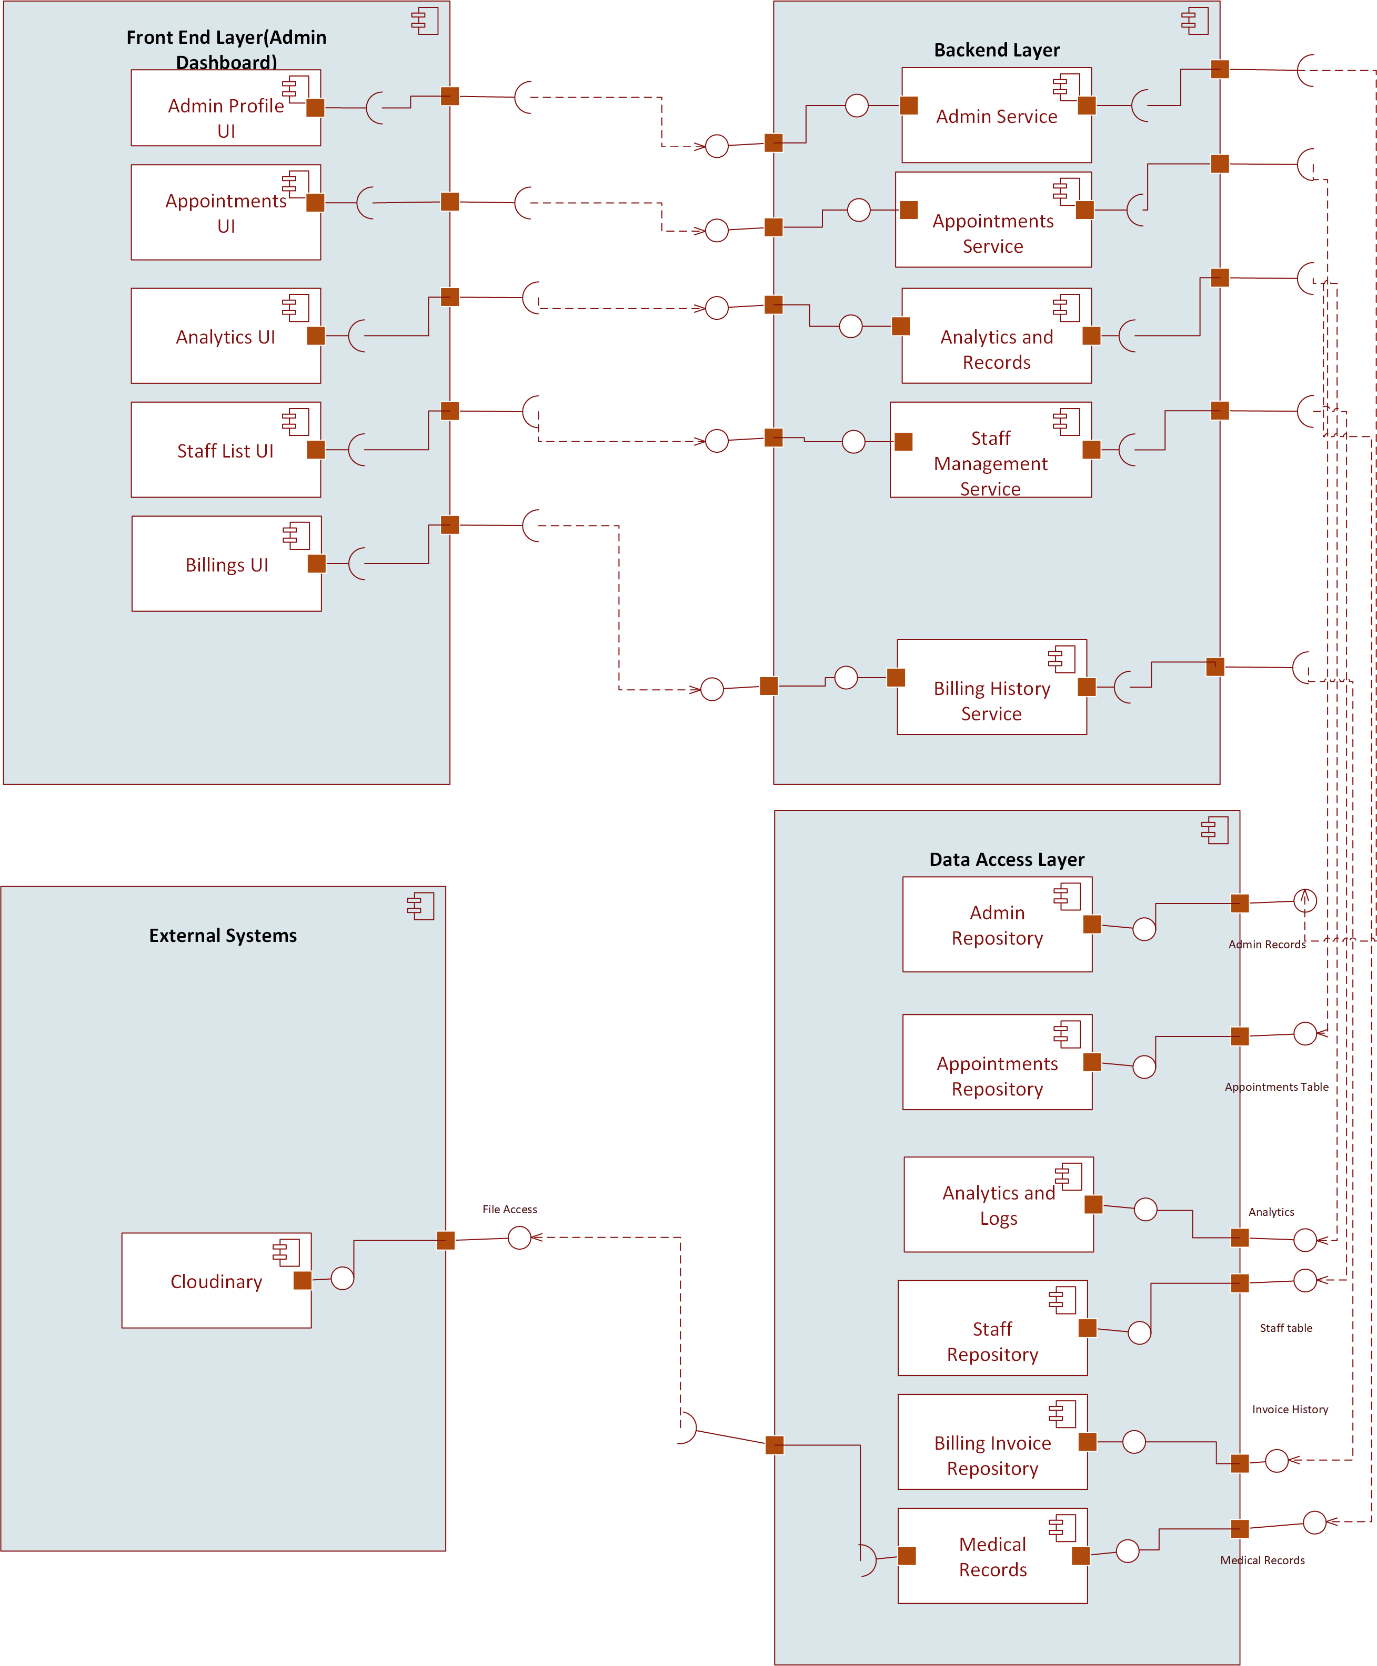 Front End Layer(Admin
Dashboard)
Admin Profile
UI
Appointments
UI
Analytics UI
Staff List UI
Billings UI
Backend Layer
Admin Service
Appointments
Service
Analytics and
Records
Staff
Management
Service
Billing History
Service
Data Access Layer
Admin
Repository
Admin Records
Appointments
Repository
Appointments Table
Analytics and
Logs
Analytics
Staff
Repository
Staff table
Billing Invoice
Repository
Invoice History
Medical
Records
Medical Records
External Systems
File Access
Cloudinary